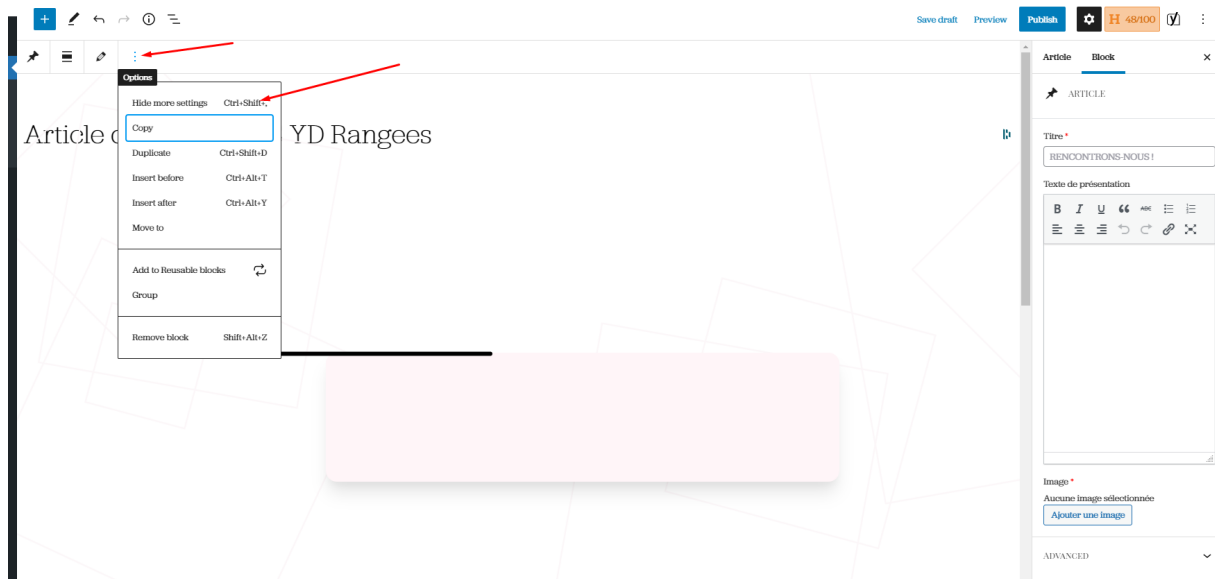 Save draft Preview Publish H 48/100
Options
Hide more settings Ctrl+Shift+,
Copy
Duplicate Ctrl+Shift+D
Insert before Ctrl+Alt+T
Insert after Ctrl+Alt+Y
Move to
Add to Reusable blocks
Group
Remove block Shift+Alt+Z
Article
YD Rangees
Article Block
ARTICLE
Titre *
RENCONTRONS-NOUS !
Texte de présentation
B I U ABC
Image *
Aucune image sélectionnée
Ajouter une image
ADVANCED